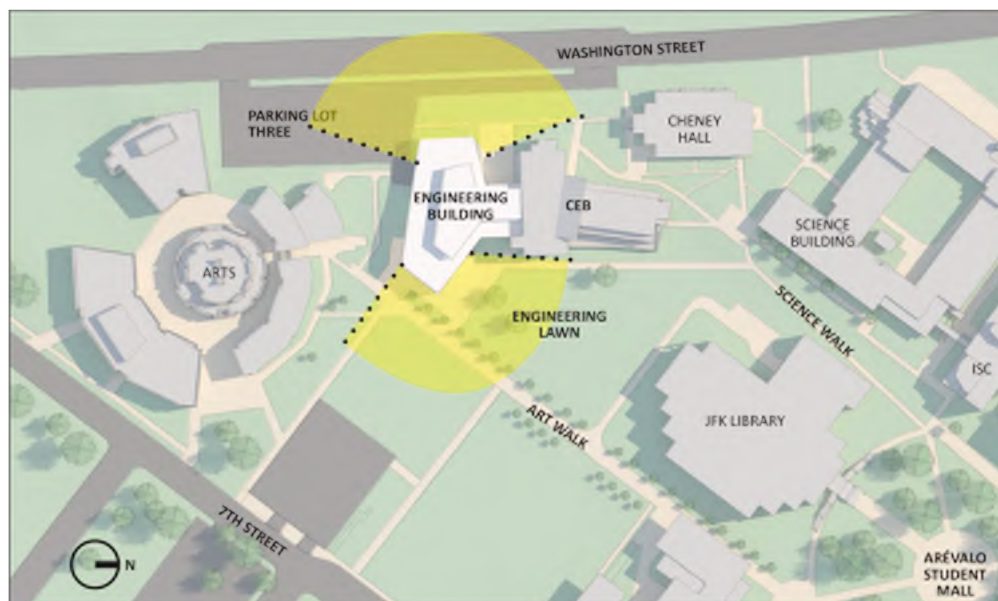 WASHINGTON STREET
PARKING LOT
THREE
CHENEY
HALL
ENGINEERING
BUILDING
CEB
SCIENCE
BUILDING
ARTS
ENGINEERING
LAWN
SCIENCE WALK
ISC
ART WALK
JFK LIBRARY
7TH STREET
N
ARÉVALO
STUDENT
MALL